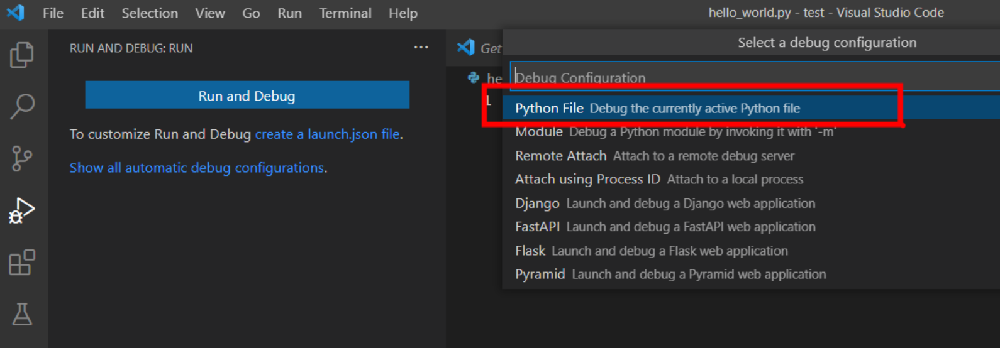 File Edit Selection View Go Run Terminal Help
hello_world.py - test - Visual Studio Code
RUN AND DEBUG: RUN
Run and Debug
To customize Run and Debug create a launch.json file.
Show all automatic debug configurations.
Get
he
1
Select a debug configuration
Debug Configuration
Python File Debug the currently active Python file
Module Debug a Python module by invoking it with '-m'
Remote Attach Attach to a remote debug server
Attach using Process ID Attach to a local process
Django Launch and debug a Django web application
FastAPI Launch and debug a FastAPI web application
Flask Launch and debug a Flask web application
Pyramid Launch and debug a Pyramid web application